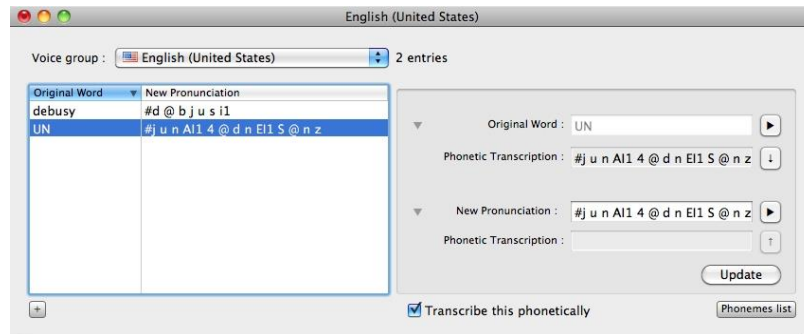 English (United States)
Voice group : English (United States) 2 entries
Original Word New Pronunciation
debusy #d @ b j u s i1
UN #j u n AI1 4 @ d n EI1 S @ n z
Original Word : UN
Phonetic Transcription : #j u n AI1 4 @ d n EI1 S @ n z
New Pronunciation : #j u n AI1 4 @ d n EI1 S @ n z
Phonetic Transcription :
Update
+ Transcribe this phonetically Phonemes list